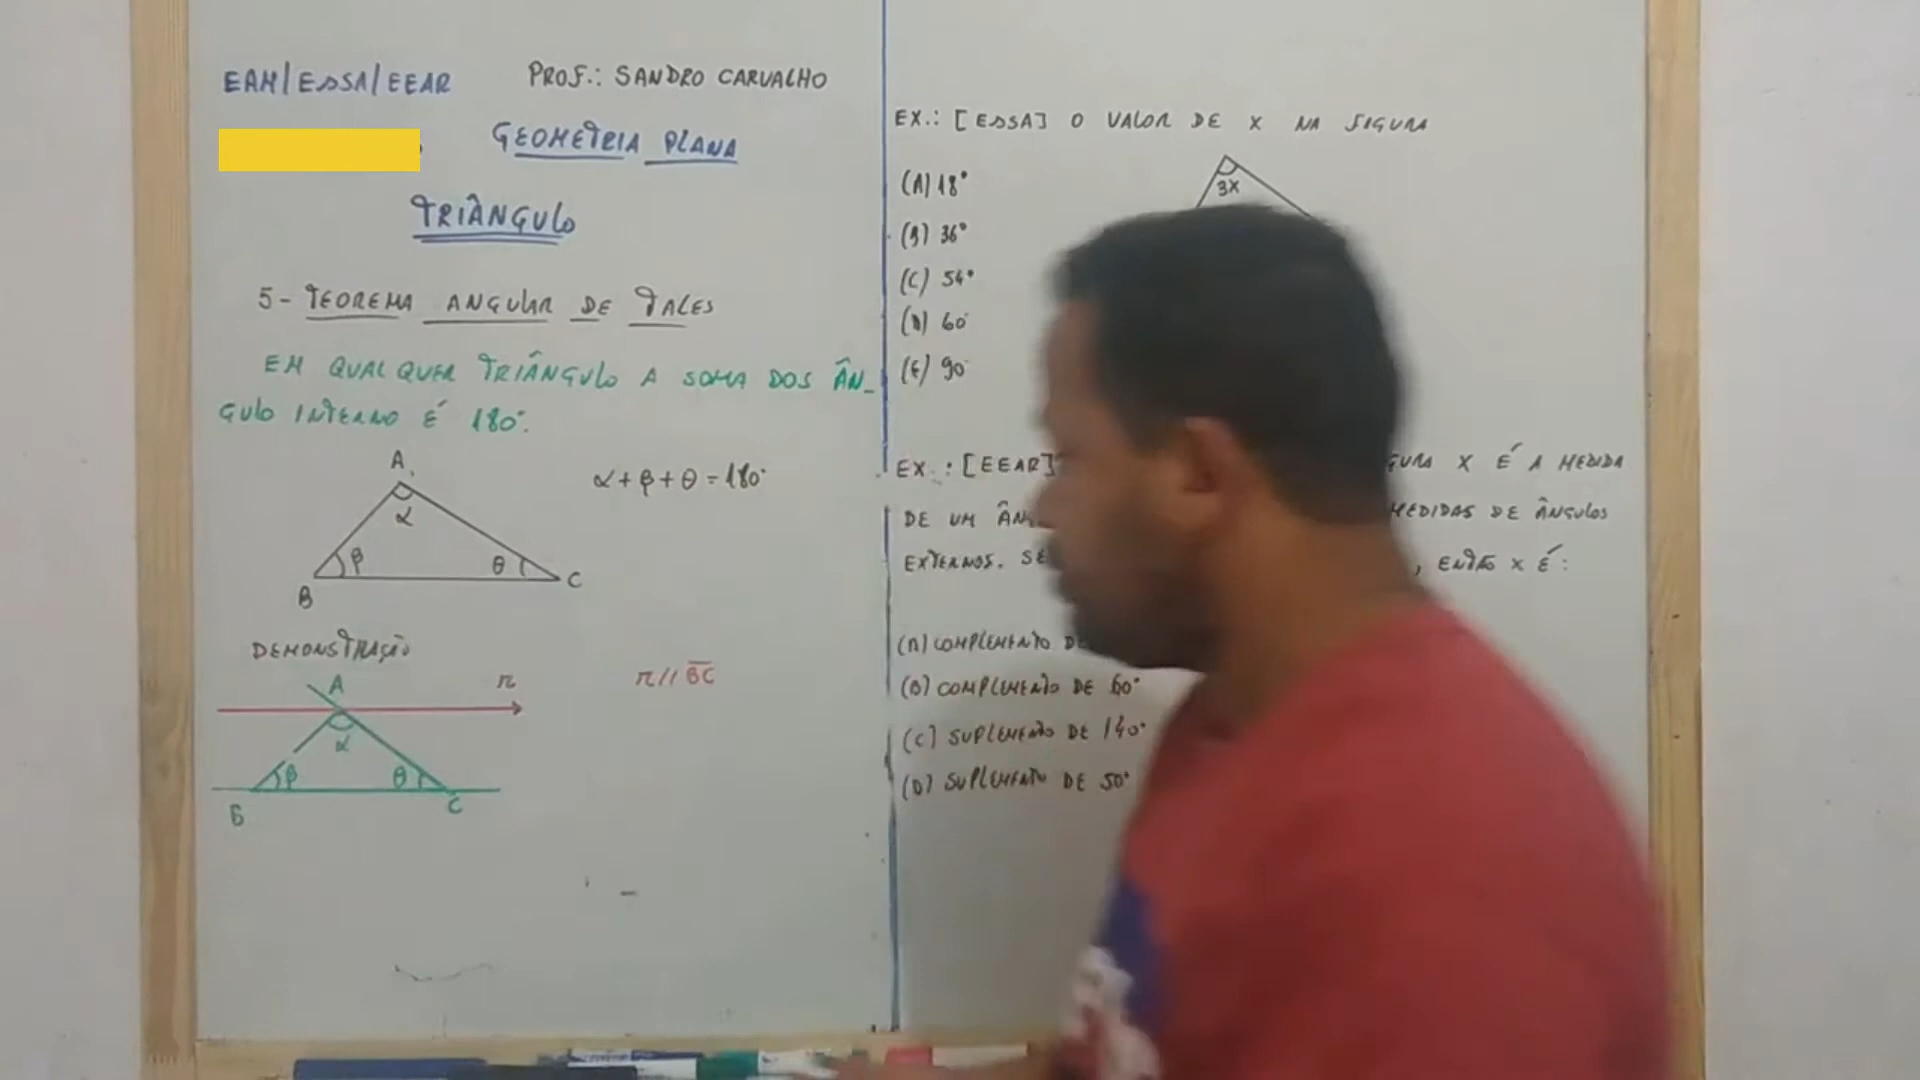 EAM/ESSA/EEAR PROF.: SANDRO CARVALHO
GEOMETRIA PLANA
TRIÂNGULO
5- TEOREMA ANGULAR DE TALES
EM QUALQUER TRIÂNGULO A SOMA DOS ÂN_
GULO INTERNO É 180°.
A
α+β+θ=180°
α
β
θ
B
C
DEMONSTRAÇÃO
A
r
r// BC
α
β
θ
B
C
EX.: [ESSA] O VALOR DE X NA FIGURA
3X
(A) 18°
(B) 36°
(C) 54°
(D) 60°
(E) 90°
EX.: [EEAR] X É A MEDIDA
DE UM MEDIDAS DE ÂNGULOS
EXTERNOS. , ENTÃO X É:
(A) COMPLEMENTO
(B) COMPLEMENTO DE 60°
(C) SUPLEMENTO DE 140°
(D) SUPLEMENTO DE 50°